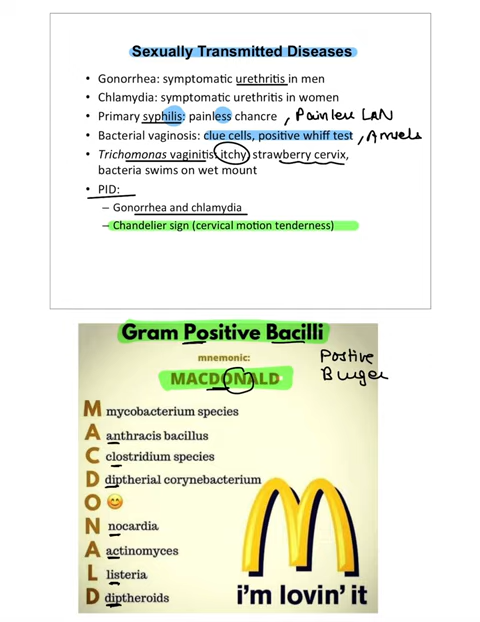 Sexually Transmitted Diseases
• Gonorrhea: symptomatic urethritis in men
• Chlamydia: symptomatic urethritis in women
• Primary syphilis: painless chancre , Painless LAN
• Bacterial vaginosis: clue cells, positive whiff test , Amsels
• Trichomonas vaginitis: itchy, strawberry cervix,
bacteria swims on wet mount
• PID:
– Gonorrhea and chlamydia
– Chandelier sign (cervical motion tenderness)
Gram Positive Bacilli
mnemonic:
MACDONALD
Postive
Burger
M mycobacterium species
A anthracis bacillus
C clostridium species
D diptherial corynebacterium
O 😊
N nocardia
A actinomyces
L listeria
D diptheroids
i'm lovin' it